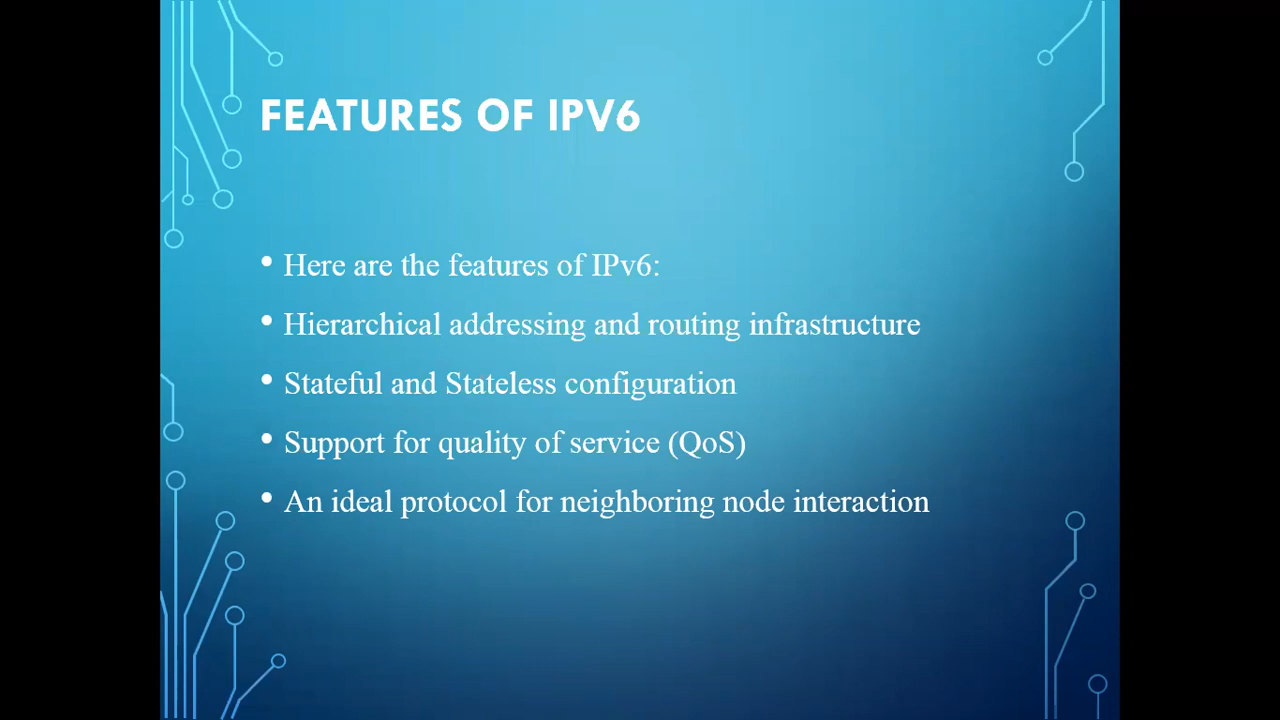 FEATURES OF IPV6
• Here are the features of IPv6:
• Hierarchical addressing and routing infrastructure
• Stateful and Stateless configuration
• Support for quality of service (QoS)
• An ideal protocol for neighboring node interaction